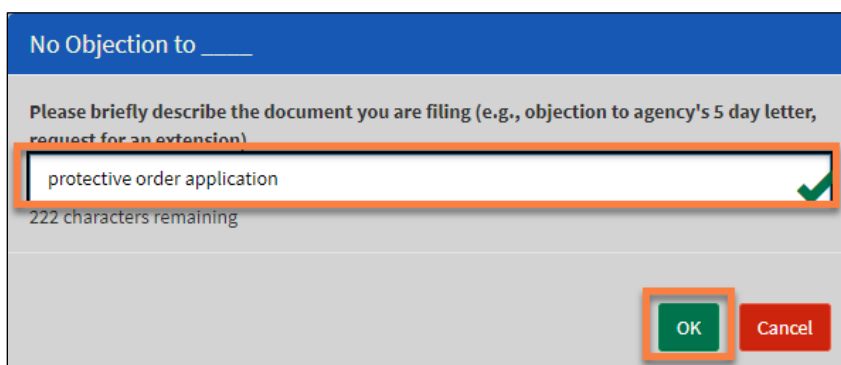 No Objection to ____
Please briefly describe the document you are filing (e.g., objection to agency's 5 day letter,
request for an extension)
protective order application
222 characters remaining
OK
Cancel